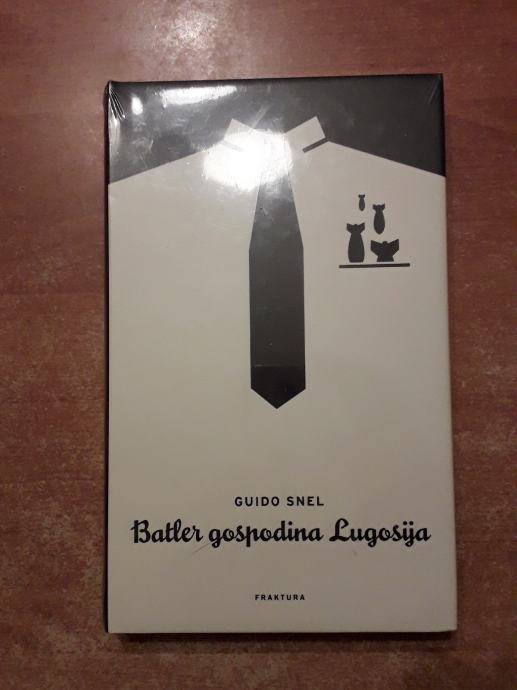 GUIDO SNEL
Batler gospodina Lugosija
FRAKTURA